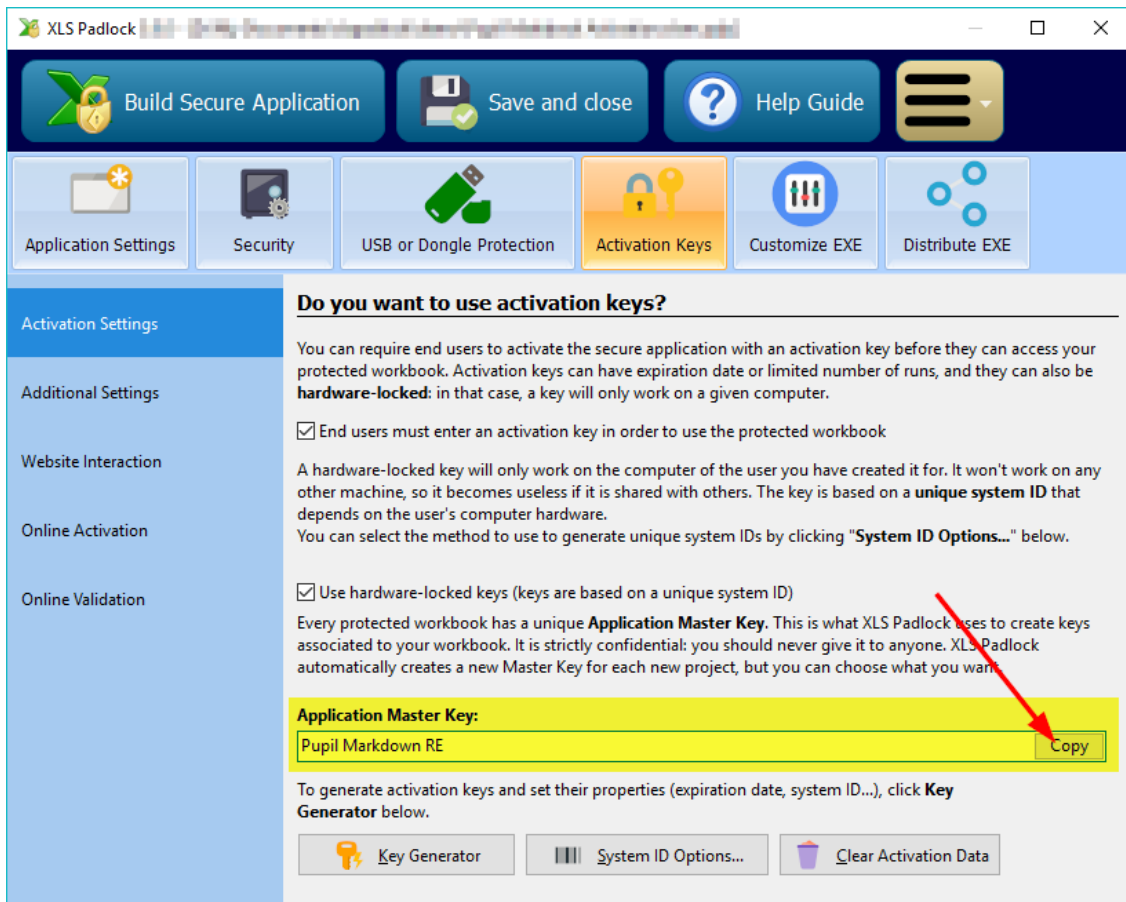 XLS Padlock
Build Secure Application
Save and close
Help Guide
Application Settings
Security
USB or Dongle Protection
Activation Keys
Customize EXE
Distribute EXE
Activation Settings
Additional Settings
Website Interaction
Online Activation
Online Validation
Do you want to use activation keys?
You can require end users to activate the secure application with an activation key before they can access your
protected workbook. Activation keys can have expiration date or limited number of runs, and they can also be
hardware-locked: in that case, a key will only work on a given computer.
End users must enter an activation key in order to use the protected workbook
A hardware-locked key will only work on the computer of the user you have created it for. It won't work on any
other machine, so it becomes useless if it is shared with others. The key is based on a unique system ID that
depends on the user's computer hardware.
You can select the method to use to generate unique system IDs by clicking "System ID Options..." below.
Use hardware-locked keys (keys are based on a unique system ID)
Every protected workbook has a unique Application Master Key. This is what XLS Padlock uses to create keys
associated to your workbook. It is strictly confidential: you should never give it to anyone. XLS Padlock
automatically creates a new Master Key for each new project, but you can choose what you want.
Application Master Key:
Pupil Markdown RE
Copy
To generate activation keys and set their properties (expiration date, system ID...), click Key
Generator below.
Key Generator
System ID Options...
Clear Activation Data